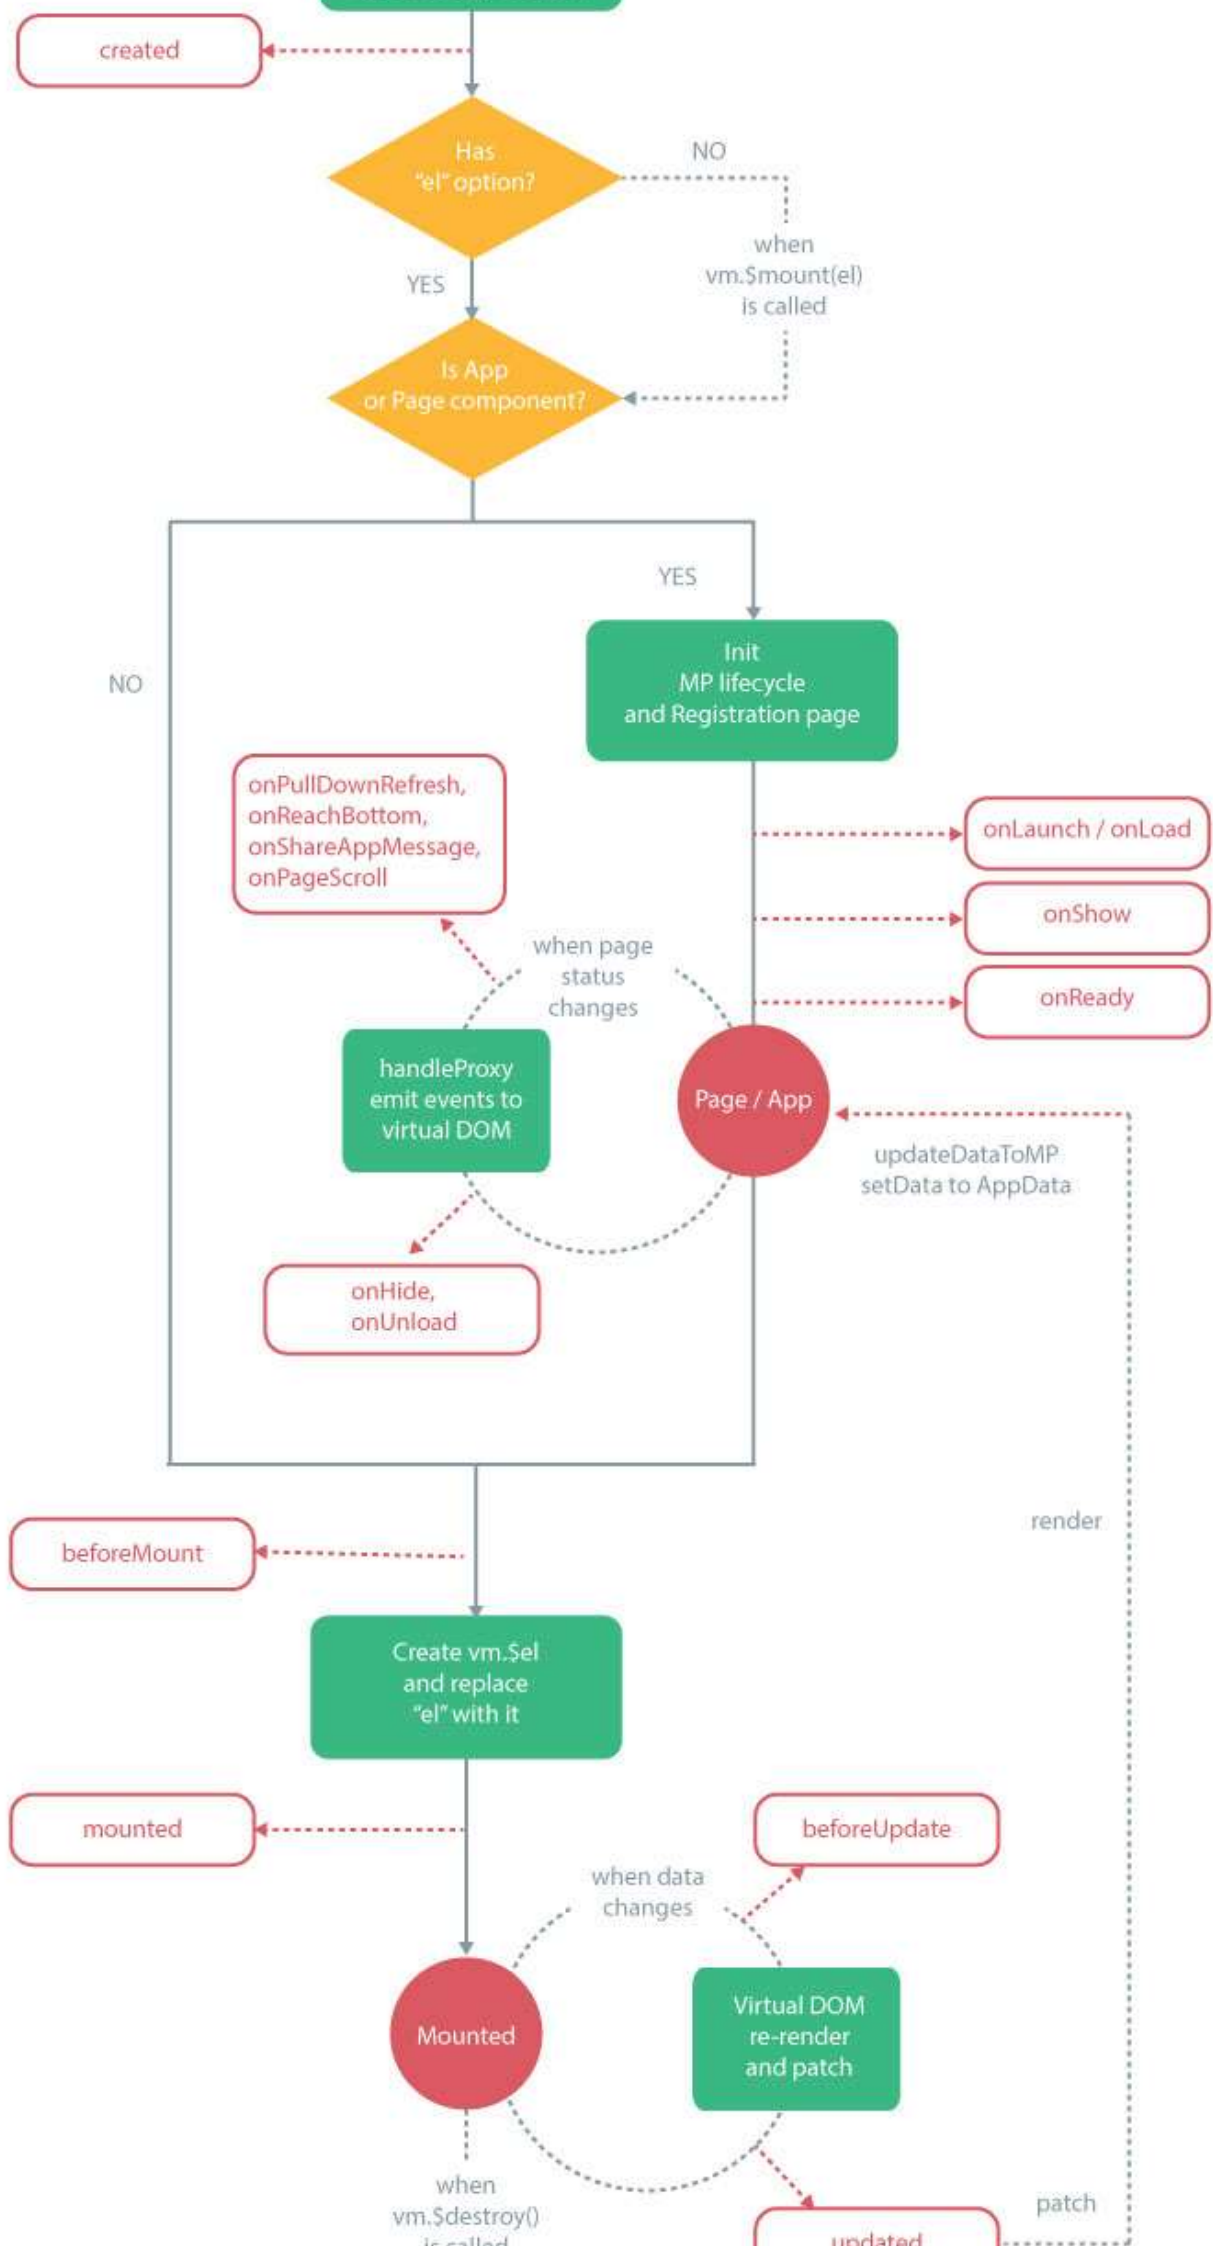 created
Has
“el” option?
NO
when
vm.$mount(el)
is called
YES
Is App
or Page component?
YES
NO
Init
MP lifecycle
and Registration page
onPullDownRefresh,
onReachBottom,
onShareAppMessage,
onPageScroll
onLaunch / onLoad
onShow
onReady
when page
status
changes
handleProxy
emit events to
virtual DOM
Page / App
updateDataToMP
setData to AppData
onHide,
onUnload
render
beforeMount
Create vm.$el
and replace
“el” with it
mounted
beforeUpdate
when data
changes
Mounted
Virtual DOM
re-render
and patch
when
vm.$destroy()
is called
patch
updated